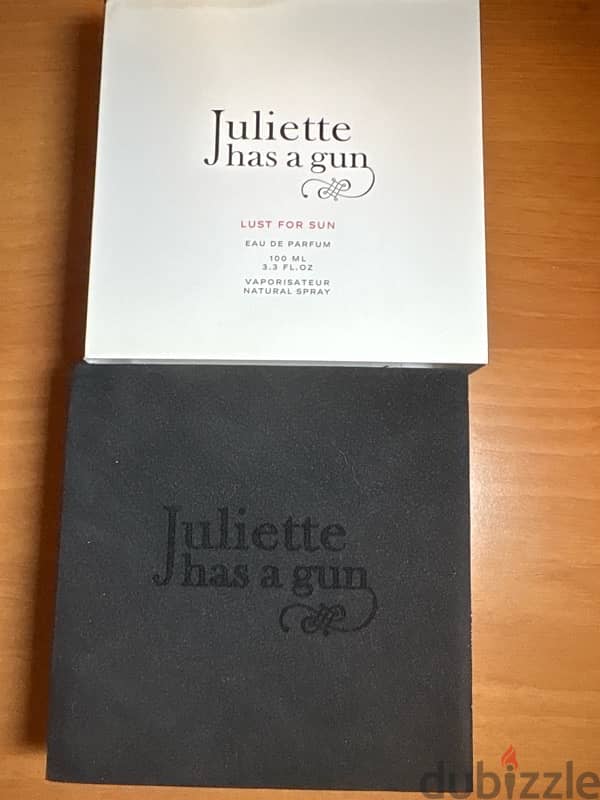 Juliette
has a gun
LUST FOR SUN
EAU DE PARFUM
100 ML
3.3 FL.OZ
VAPORISATEUR
NATURAL SPRAY
Juliette
has a gun
dubizzle